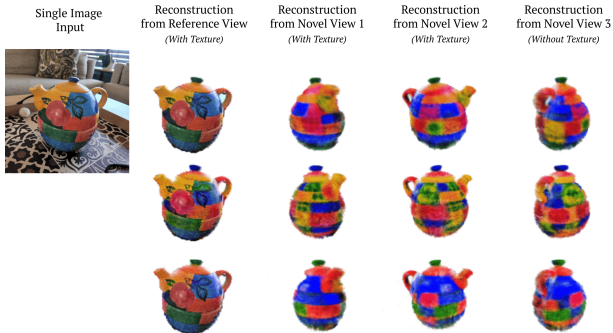 Single Image
Input
Reconstruction
from Reference View
(With Texture)
Reconstruction
from Novel View 1
(With Texture)
Reconstruction
from Novel View 2
(With Texture)
Reconstruction
from Novel View 3
(Without Texture)